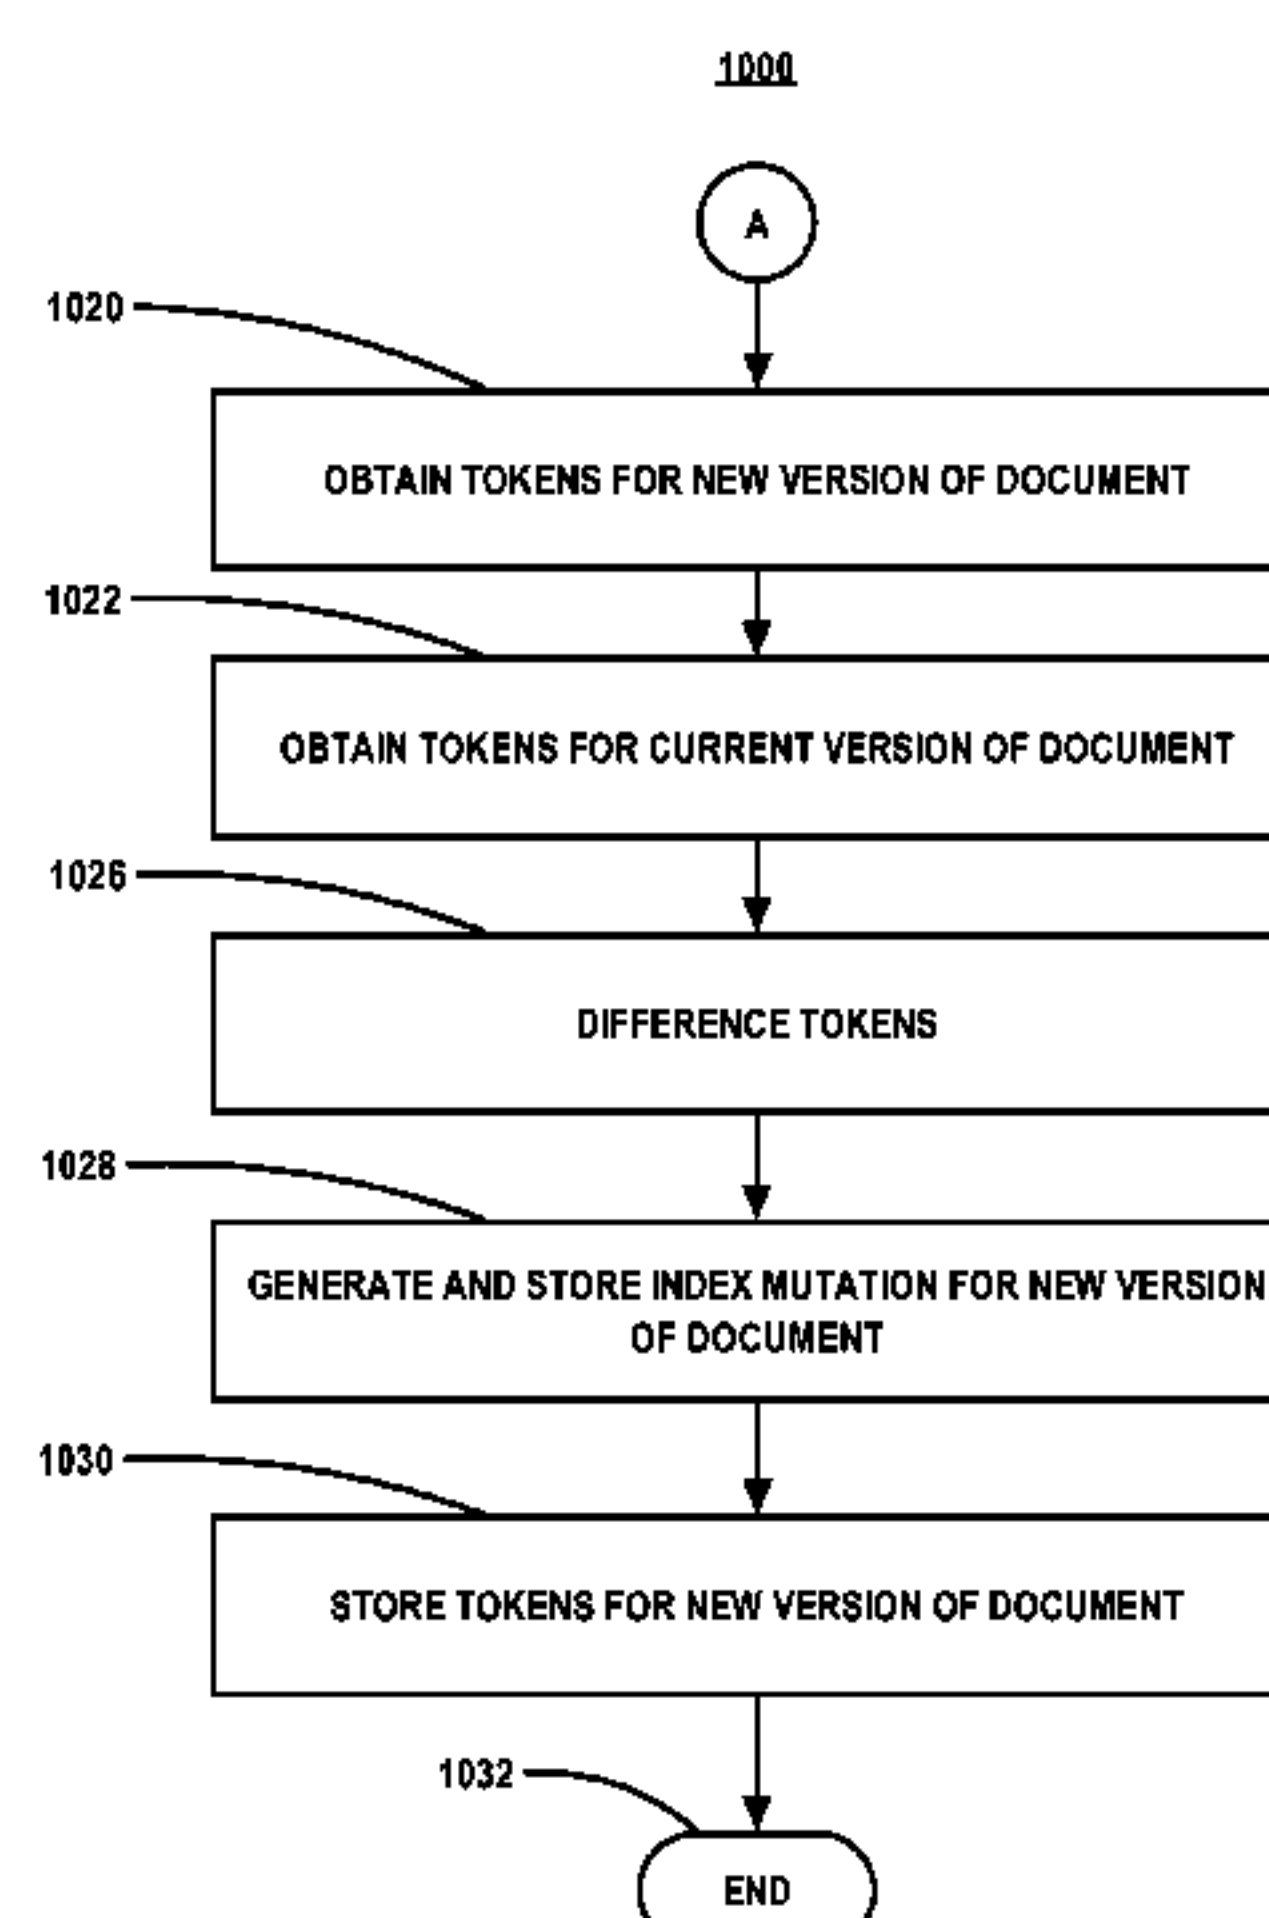 1000
A
1020
OBTAIN TOKENS FOR NEW VERSION OF DOCUMENT
1022
OBTAIN TOKENS FOR CURRENT VERSION OF DOCUMENT
1026
DIFFERENCE TOKENS
1028
GENERATE AND STORE INDEX MUTATION FOR NEW VERSION
OF DOCUMENT
1030
STORE TOKENS FOR NEW VERSION OF DOCUMENT
1032
END